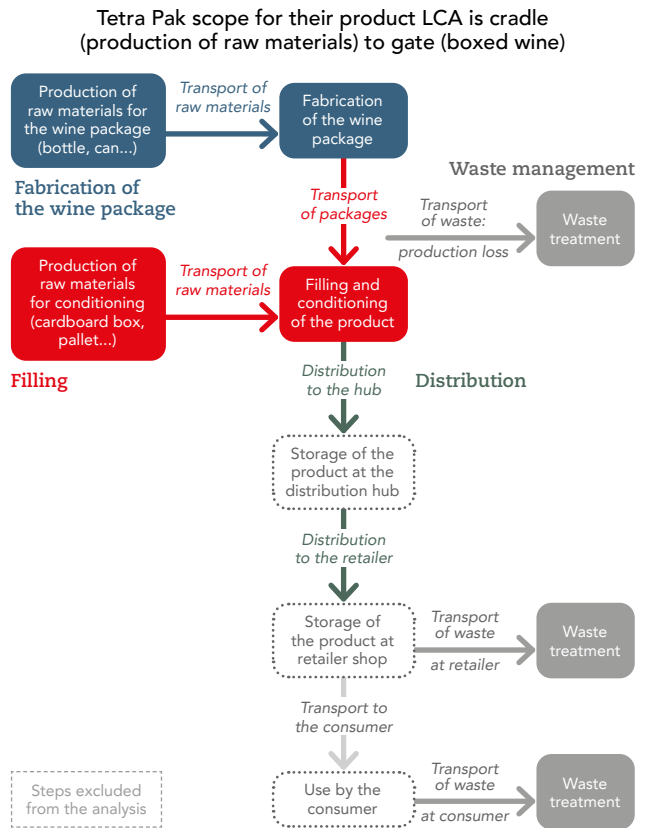 Tetra Pak scope for their product LCA is cradle
(production of raw materials) to gate (boxed wine)
Production of
raw materials for
the wine package
(bottle, can...)
Transport of
raw materials
Fabrication
of the wine
package
Fabrication of
the wine package
Transport
of packages
Waste management
Transport
of waste:
production loss
Waste
treatment
Production of
raw materials
for conditioning
(cardboard box,
pallet...)
Transport of
raw materials
Filling and
conditioning
of the product
Filling
Distribution
to the hub
Distribution
Storage of the
product at the
distribution hub
Distribution
to the retailer
Storage of
the product at
retailer shop
Transport
of waste
at retailer
Waste
treatment
Transport to
the consumer
Steps excluded
from the analysis
Use by the
consumer
Transport
of waste
at consumer
Waste
treatment